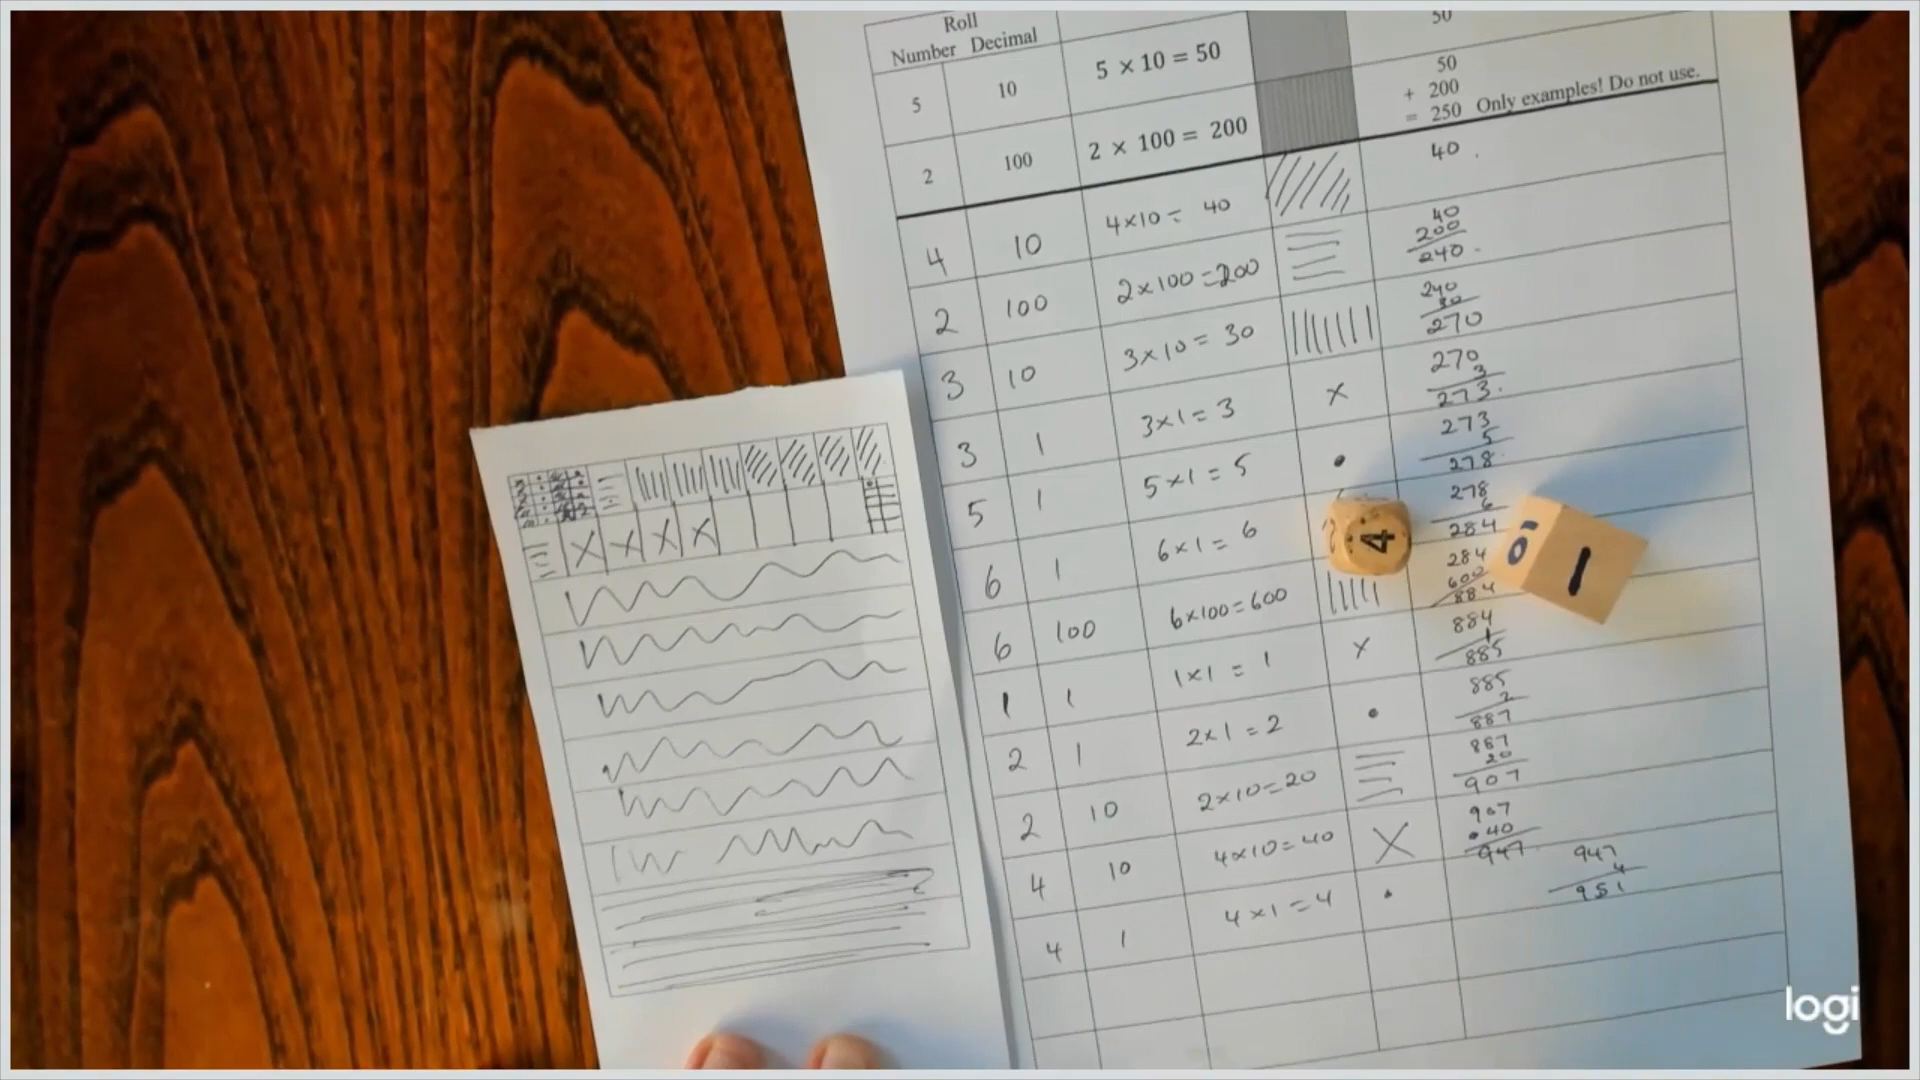 Roll
Number Decimal
50
5 10 5 × 10 = 50
50
+ 200
= 250 Only examples! Do not use.
2 100 2 × 100 = 200
4 10 4×10= 40 40
2 100 2×100=200 40
200
240
3 10 3×10= 30 240
30
270
3 1 3×1=3 x 270
3
273
5 1 5×1=5 273
5
278
6 1 6×1= 6 278
6
284
6 100 6×100=600 284
600
884
1 1 1×1 = 1 x 884
1
885
2 1 2×1 =2 885
2
887
2 10 2×10=20 887
20
907
4 10 4×10=40 X 907
40
947
4 1 4×1=4 947
4
951
X X X X
4
1
logi